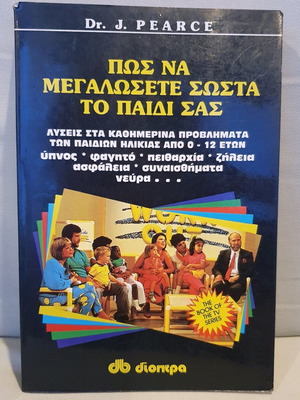 Dr. J. PEARCE
ΠΩΣ ΝΑ
ΜΕΓΑΛΩΣΕΤΕ ΣΩΣΤΑ
ΤΟ ΠΑΙΔΙ ΣΑΣ
ΛΥΣΕΙΣ ΣΤΑ ΚΑΘΗΜΕΡΙΝΑ ΠΡΟΒΛΗΜΑΤΑ
ΤΩΝ ΠΑΙΔΙΩΝ ΗΛΙΚΙΑΣ ΑΠΟ 0 - 12 ΕΤΩΝ
ύπνος • φαγητό • πειθαρχία • ζήλεια
ασφάλεια • συναισθήματα
νεύρα . . .
THE
BOOK OF
THE TV
SERIES
διοπτρα